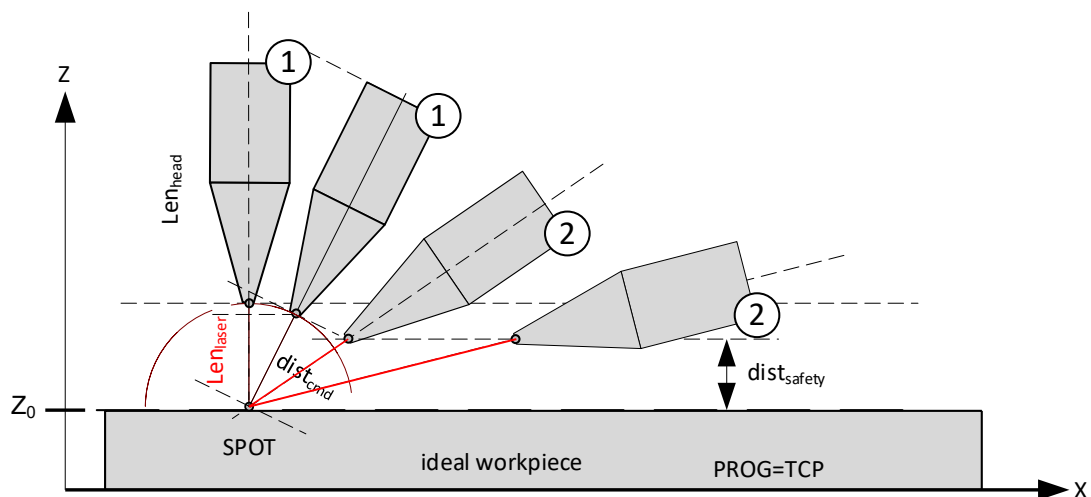 1
1
Z
Len_head
2
2
Len_laser
dist_cmd
dist_safety
Z_0
SPOT
ideal workpiece
PROG=TCP
X